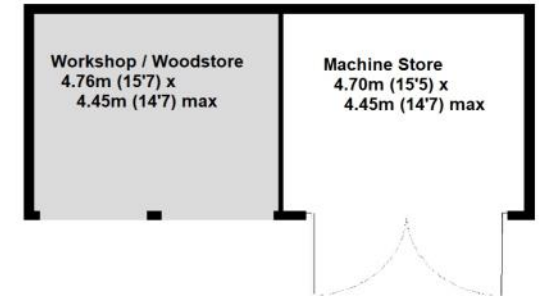 Workshop / Woodstore
4.76m (15'7) x
4.45m (14'7) max
Machine Store
4.70m (15'5) x
4.45m (14'7) max